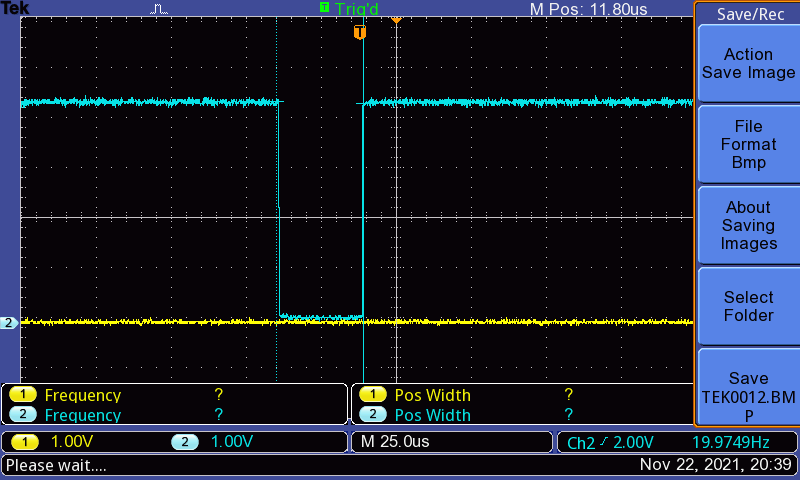 Tek
T Trig'd
M Pos: 11.80us
Save/Rec
T
Action
Save Image
File
Format
Bmp
About
Saving
Images
Select
Folder
Save
TEK0012.BM
P
2
1 Frequency ?
2 Frequency ?
1 Pos Width ?
2 Pos Width ?
1 1.00V 2 1.00V
M 25.0us
Ch2 2.00V 19.9749Hz
Please wait....
Nov 22, 2021, 20:39